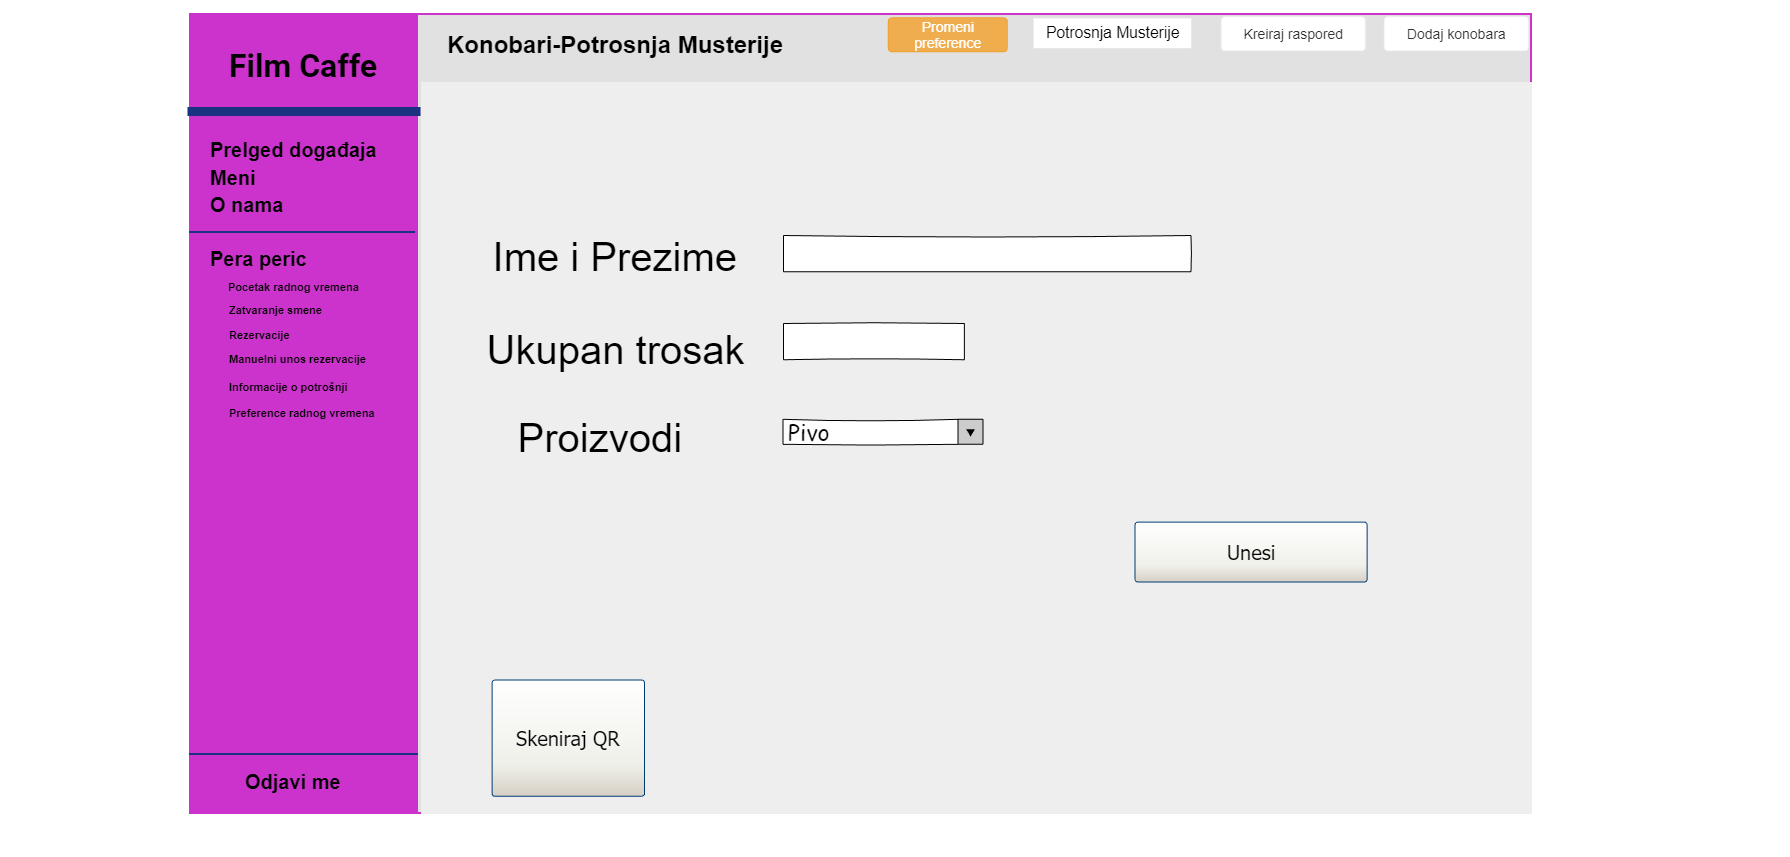 Film Caffe
Prelged događaja
Meni
O nama
Pera peric
Pocetak radnog vremena
Zatvaranje smene
Rezervacije
Manuelni unos rezervacije
Informacije o potrošnji
Preference radnog vremena
Odjavi me
Konobari-Potrosnja Musterije
Promeni
preference
Potrosnja Musterije
Kreiraj raspored
Dodaj konobara
Ime i Prezime
Ukupan trosak
Proizvodi
Pivo
Unesi
Skeniraj QR